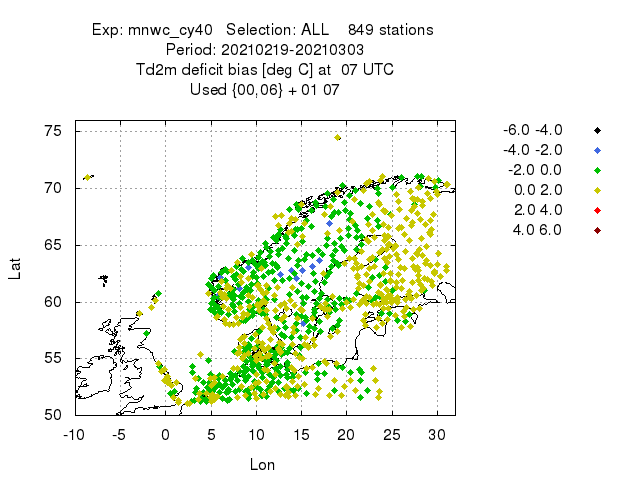 Exp: mnwc_cy40 Selection: ALL 849 stations
Period: 20210219-20210303
Td2m deficit bias [deg C] at 07 UTC
Used {00,06} + 01 07
75
70
65
60
55
50
Lat
-10 -5 0 5 10 15 20 25 30
Lon
-6.0 -4.0
-4.0 -2.0
-2.0 0.0
0.0 2.0
2.0 4.0
4.0 6.0